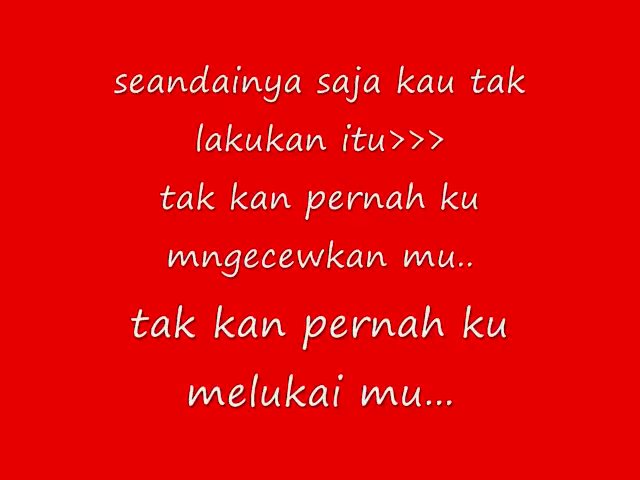 seandainya saja kau tak
lakukan itu>>>
tak kan pernah ku
mngecewkan mu..
tak kan pernah ku
melukai mu...